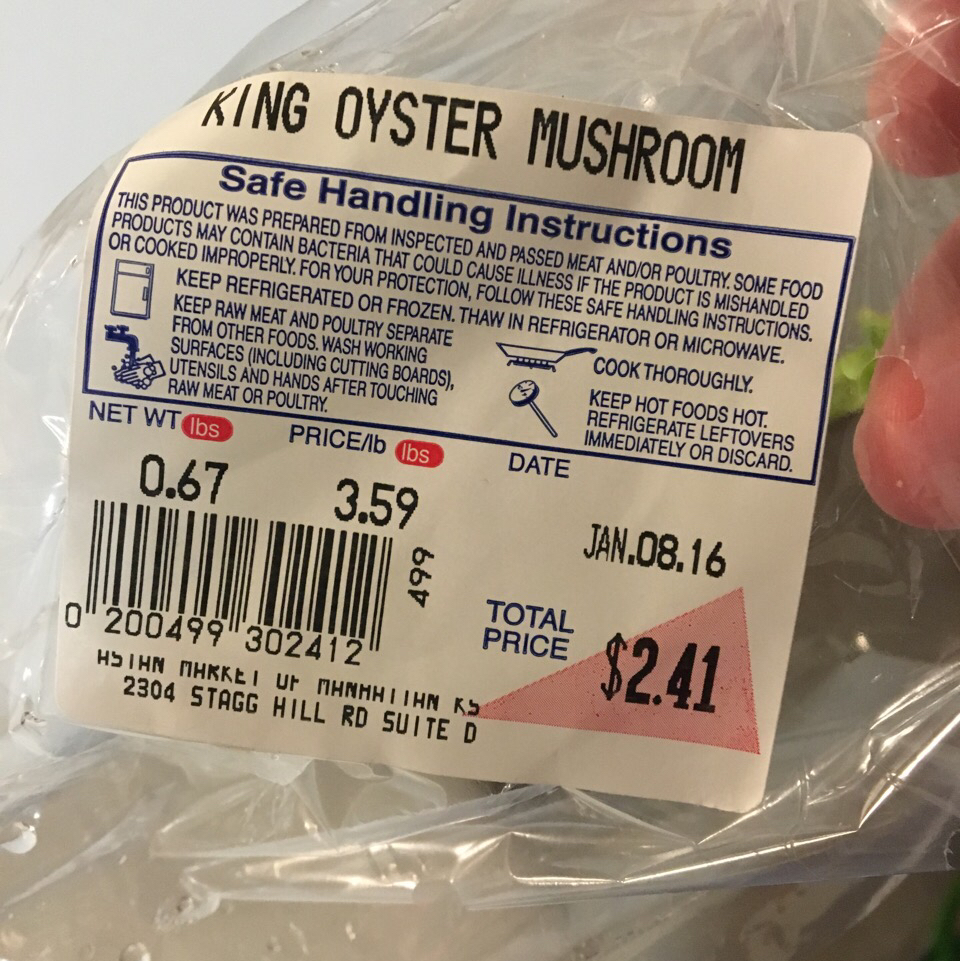 KING OYSTER MUSHROOM
Safe Handling Instructions
THIS PRODUCT WAS PREPARED FROM INSPECTED AND PASSED MEAT AND/OR POULTRY. SOME FOOD
PRODUCTS MAY CONTAIN BACTERIA THAT COULD CAUSE ILLNESS IF THE PRODUCT IS MISHANDLED
OR COOKED IMPROPERLY. FOR YOUR PROTECTION, FOLLOW THESE SAFE HANDLING INSTRUCTIONS.
KEEP REFRIGERATED OR FROZEN. THAW IN REFRIGERATOR OR MICROWAVE.
KEEP RAW MEAT AND POULTRY SEPARATE
FROM OTHER FOODS. WASH WORKING
SURFACES (INCLUDING CUTTING BOARDS),
UTENSILS AND HANDS AFTER TOUCHING
RAW MEAT OR POULTRY.
COOK THOROUGHLY.
KEEP HOT FOODS HOT.
REFRIGERATE LEFTOVERS
IMMEDIATELY OR DISCARD.
NET WT lbs
PRICE/lb lbs
DATE
0.67
3.59
JAN.08.16
499
0 200499 302412
TOTAL
PRICE
$2.41
ASIAN MARKET OF MANHATTAN KS
2304 STAGG HILL RD SUITE D